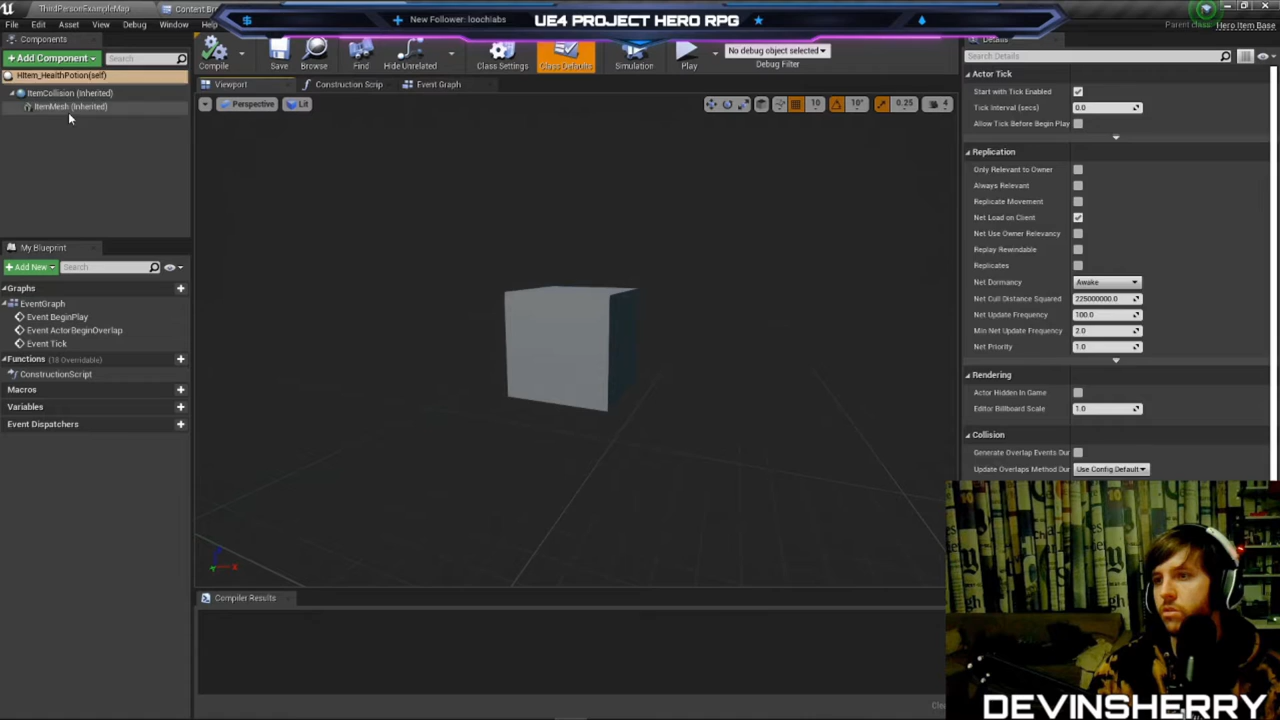 ThirdPersonExampleMap
Content Br
New Follower: loochlabs
UE4 PROJECT HERO RPG
File Edit Asset View Debug Window Help
Parent class: Hero Item Base
Components
+ Add Component
Search
HItem_HealthPotion(self)
ItemCollision (Inherited)
ItemMesh (Inherited)
Compile
Save
Browse
Find
Hide Unrelated
Class Settings
Class Defaults
Simulation
Play
No debug object selected
Debug Filter
Viewport
Construction Scrip
Event Graph
Perspective
Lit
10
10°
0.25
4
My Blueprint
+ Add New
Search
Graphs
EventGraph
Event BeginPlay
Event ActorBeginOverlap
Event Tick
Functions (18 Overridable)
ConstructionScript
Macros
Variables
Event Dispatchers
Compiler Results
Details
Search Details
Actor Tick
Start with Tick Enabled
Tick Interval (secs) 0.0
Allow Tick Before Begin Play
Replication
Only Relevant to Owner
Always Relevant
Replicate Movement
Net Load on Client
Net Use Owner Relevancy
Replay Rewindable
Replicates
Net Dormancy Awake
Net Cull Distance Squared 225000000.0
Net Update Frequency 100.0
Min Net Update Frequency 2.0
Net Priority 1.0
Rendering
Actor Hidden In Game
Editor Billboard Scale 1.0
Collision
Generate Overlap Events Du
Update Overlaps Method Du Use Config Default
DEVINSHERRY